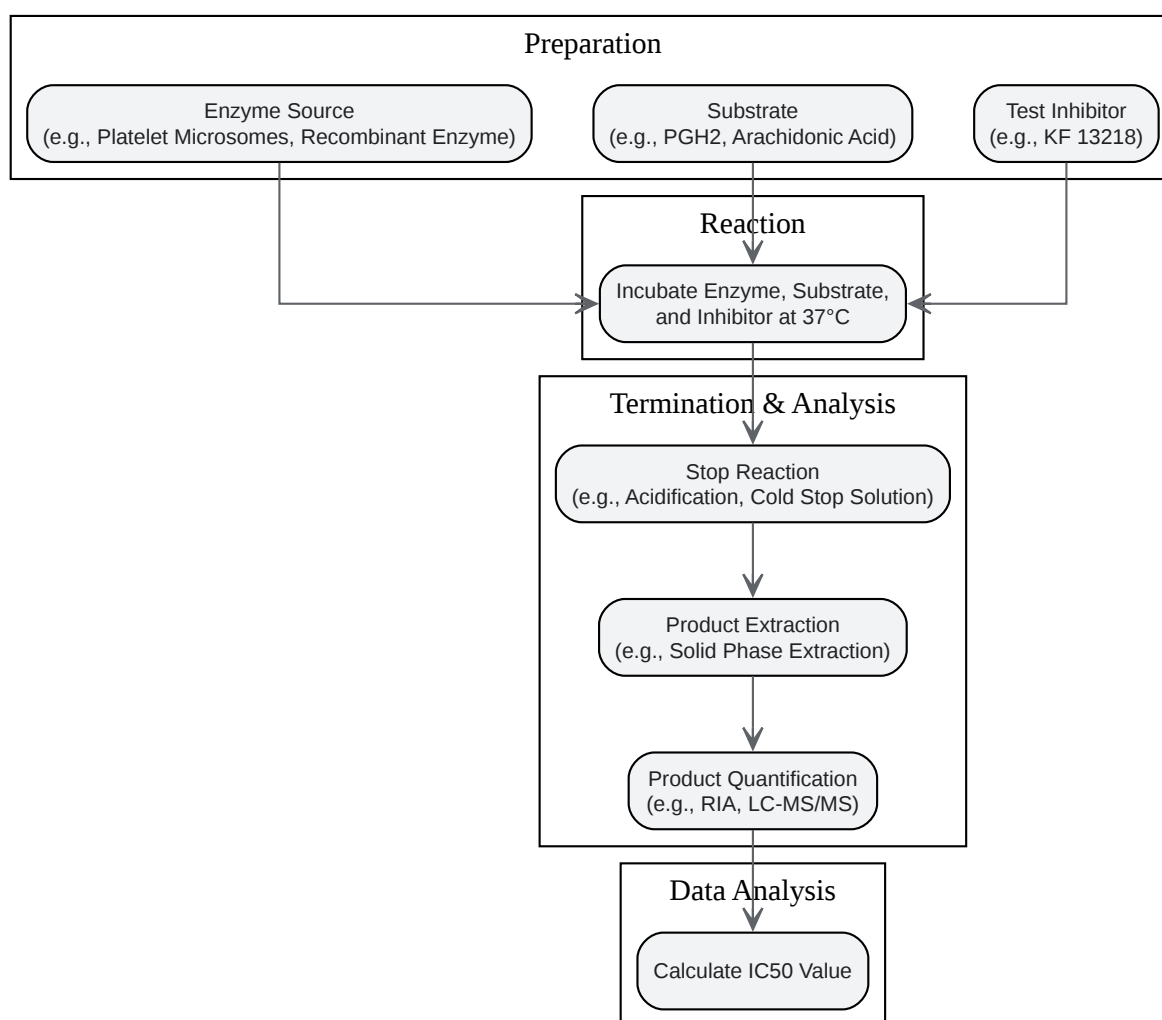 Preparation
Enzyme Source
(e.g., Platelet Microsomes, Recombinant Enzyme)
Substrate
(e.g., PGH2, Arachidonic Acid)
Test Inhibitor
(e.g., KF 13218)
Reaction
Incubate Enzyme, Substrate,
and Inhibitor at 37°C
Termination & Analysis
Stop Reaction
(e.g., Acidification, Cold Stop Solution)
Product Extraction
(e.g., Solid Phase Extraction)
Product Quantification
(e.g., RIA, LC-MS/MS)
Data Analysis
Calculate IC50 Value